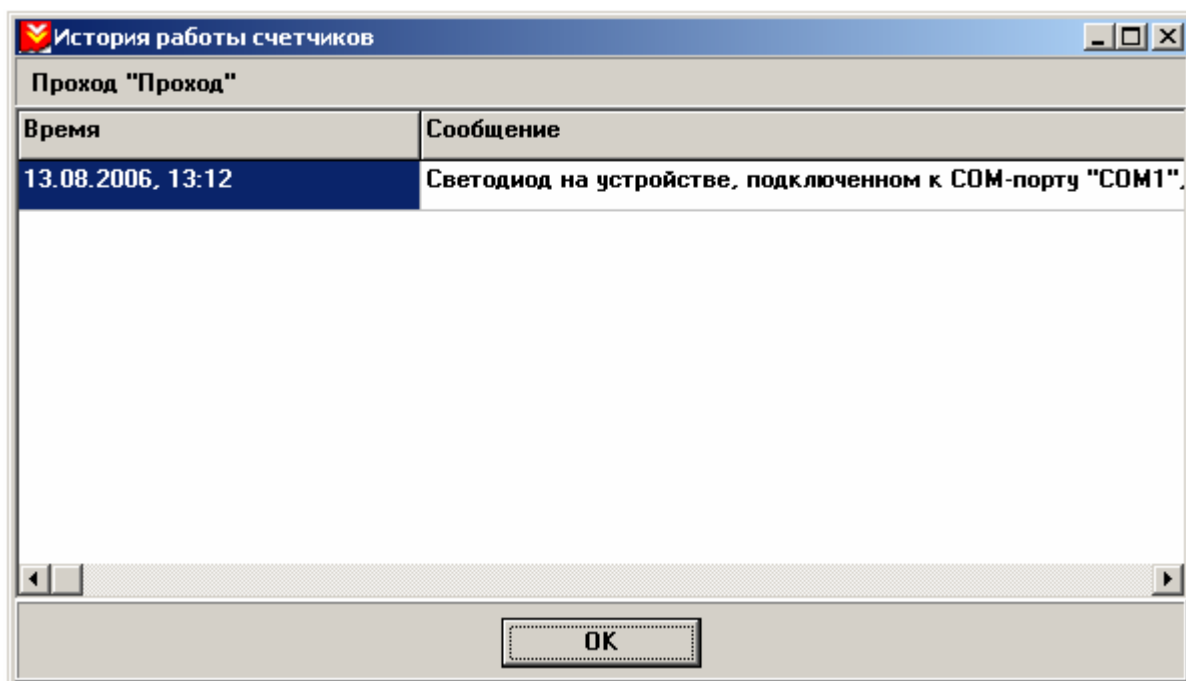 История работы счетчиков
Проход "Проход"
Время Сообщение
13.08.2006, 13:12 Светодиод на устройстве, подключенном к COM-порту "COM1",
OK